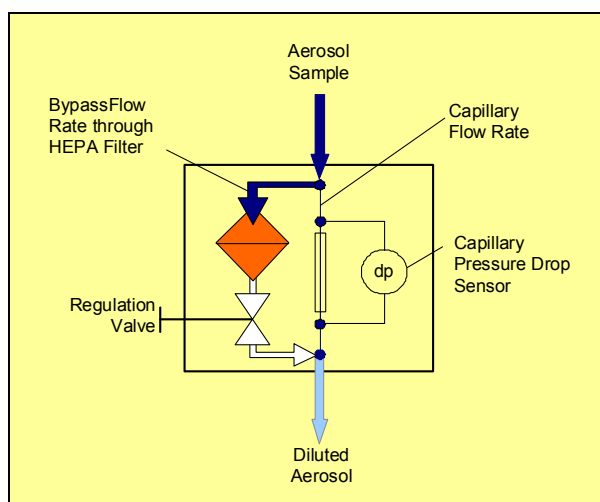 Aerosol
Sample
BypassFlow
Rate through
HEPA Filter
Capillary
Flow Rate
dp
Capillary
Pressure Drop
Sensor
Regulation
Valve
Diluted
Aerosol